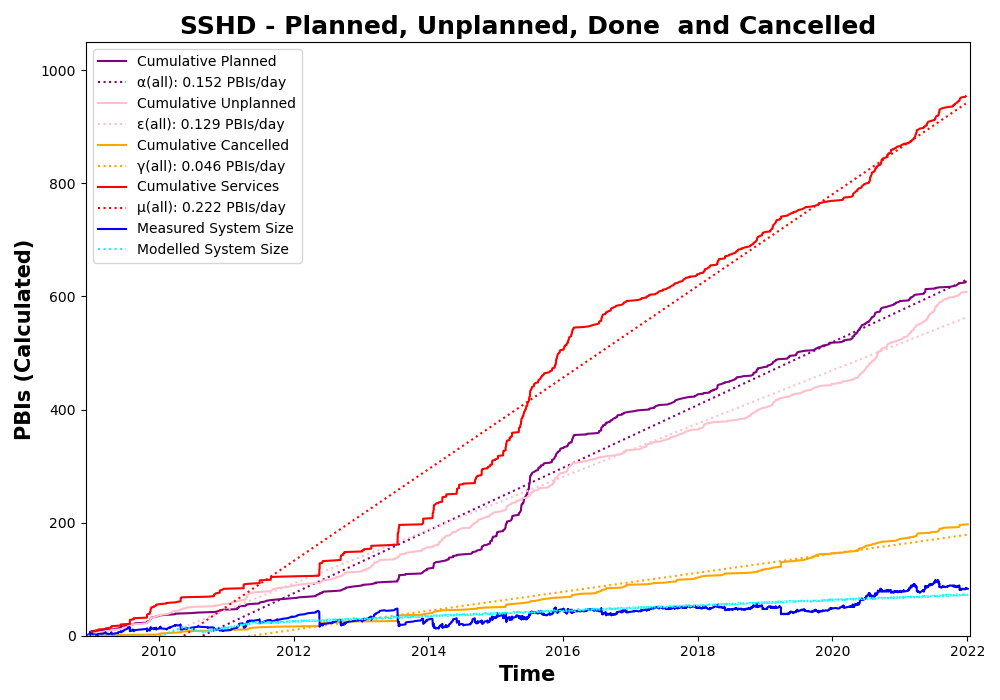 SSHD - Planned, Unplanned, Done  and Cancelled
PBIs (Calculated)
1000
800
600
400
200
0
Cumulative Planned
α(all): 0.152 PBIs/day
Cumulative Unplanned
ε(all): 0.129 PBIs/day
Cumulative Cancelled
γ(all): 0.046 PBIs/day
Cumulative Services
μ(all): 0.222 PBIs/day
Measured System Size
Modelled System Size
2010 2012 2014 2016 2018 2020 2022
Time